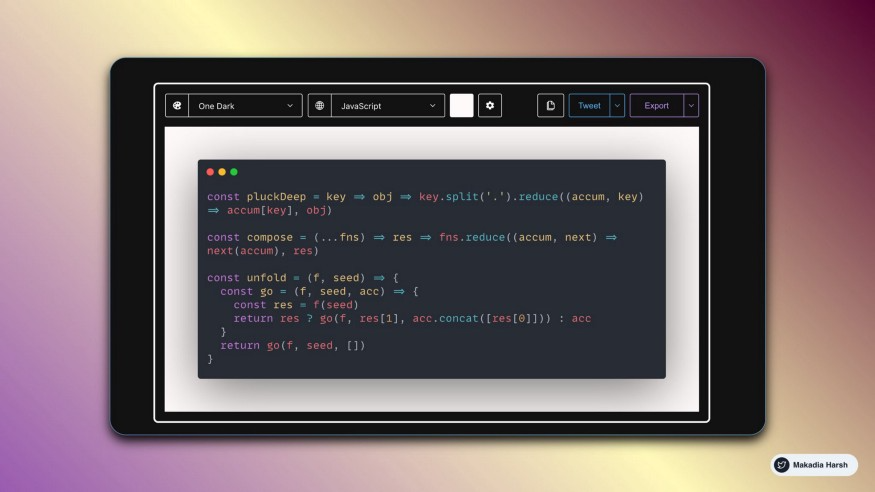 One Dark
JavaScript
Tweet
Export
const pluckDeep = key => obj => key.split('.').reduce((accum, key)
=> accum[key], obj)
const compose = (...fns) => res => fns.reduce((accum, next) =>
next(accum), res)
const unfold = (f, seed) => {
  const go = (f, seed, acc) => {
    const res = f(seed)
    return res ? go(f, res[1], acc.concat([res[0]])) : acc
  }
  return go(f, seed, [])
}
Makadia Harsh